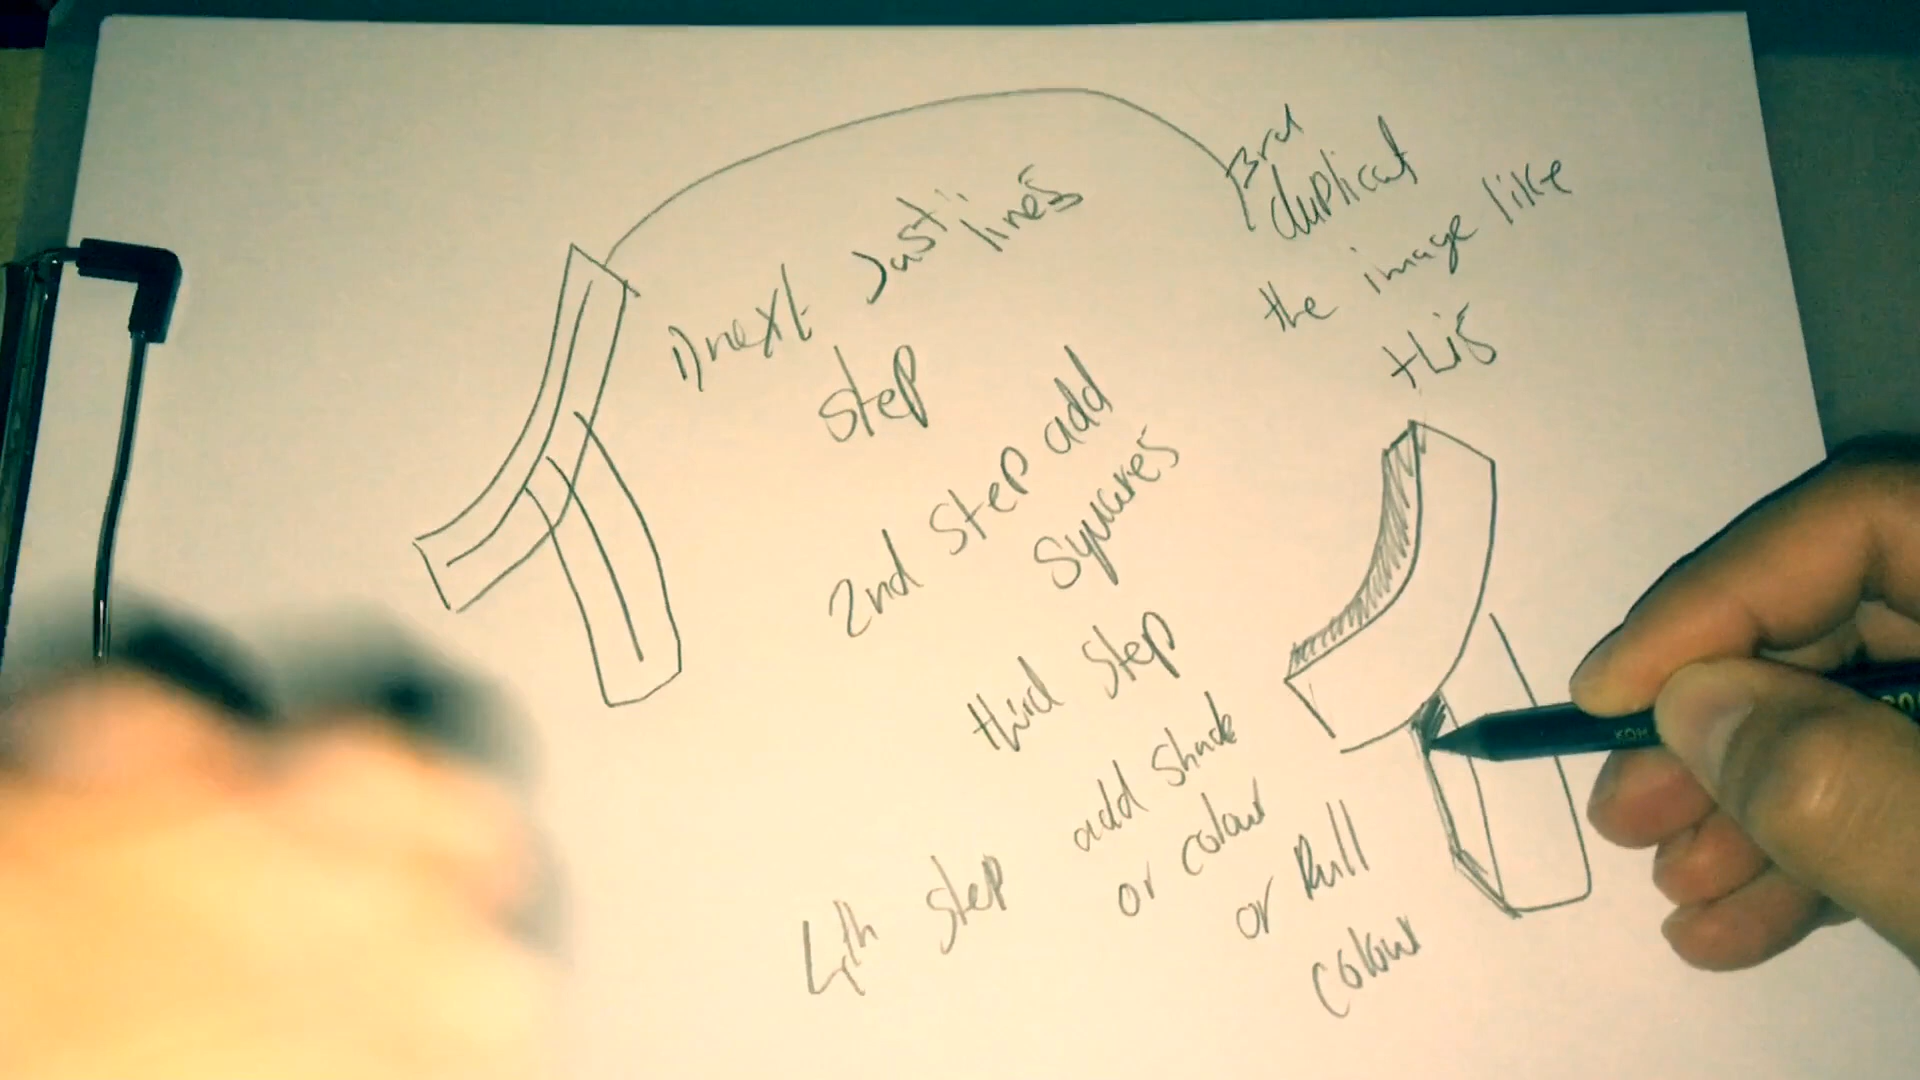 1) next Just lines
step
2nd step add
squares
third step
add shade
or colour
4th step
or full
colour
3rd
duplicat
the image like
this
KOH